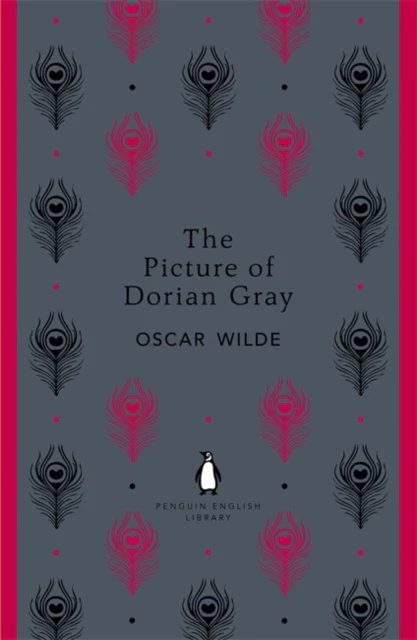 The
Picture of
Dorian Gray
OSCAR WILDE
PENGUIN ENGLISH
LIBRARY